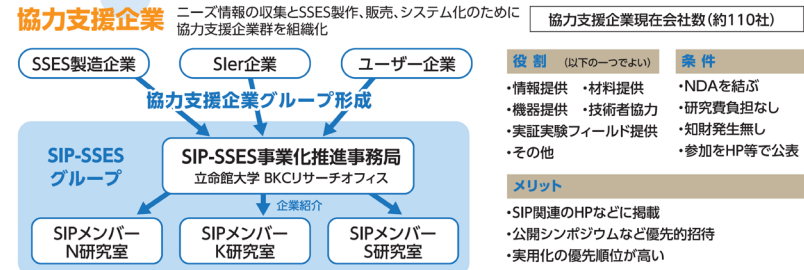 協力支援企業
ニーズ情報の収集とSSES製作、販売、システム化のために
協力支援企業群を組織化
協力支援企業現在会社数(約110社)
SSES製造企業
SIer企業
ユーザー企業
協力支援企業グループ形成
SIP-SSES
グループ
SIP-SSES事業化推進事務局
立命館大学 BKCリサーチオフィス
企業紹介
SIPメンバー
N研究室
SIPメンバー
K研究室
SIPメンバー
S研究室
役 割 (以下の一つでよい)
・情報提供 ・材料提供
・機器提供 ・技術者協力
・実証実験フィールド提供
・その他
条 件
・NDAを結ぶ
・研究費負担なし
・知財発生無し
・参加をHP等で公表
メリット
・SIP関連のHPなどに掲載
・公開シンポジウムなど優先的招待
・実用化の優先順位が高い